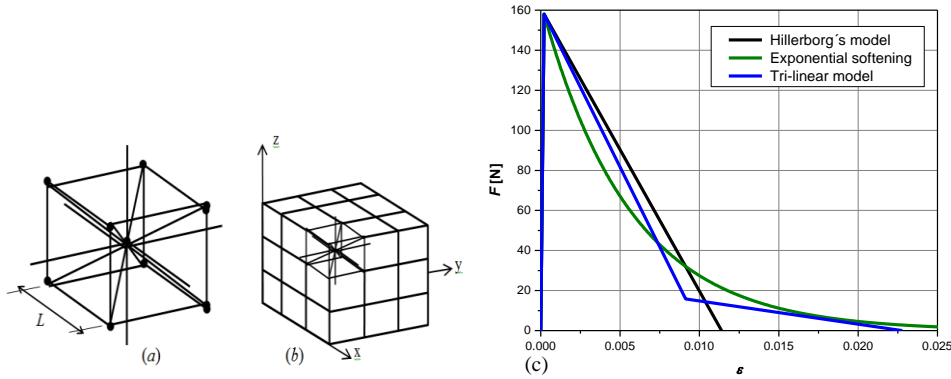 z
y
x
L
(a)
(b)
Hillerborg´s model
Exponential softening
Tri-linear model
F [N]
160
140
120
100
80
60
40
20
0
0.000
0.005
0.010
0.015
0.020
0.025
(c)
ε